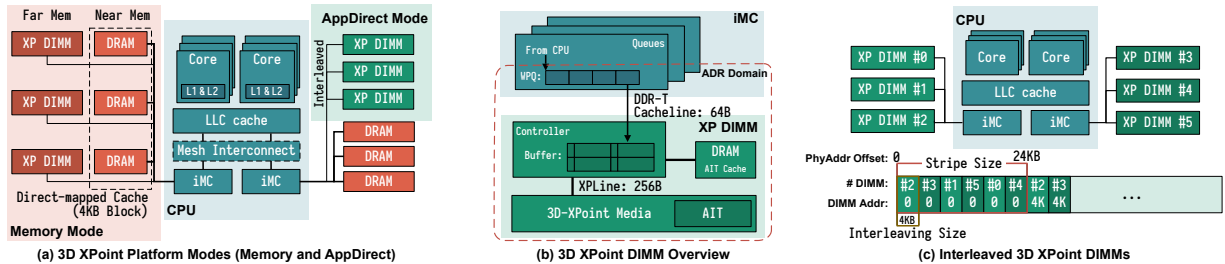 Far Mem
Near Mem
XP DIMM
DRAM
XP DIMM
DRAM
XP DIMM
DRAM
Direct-mapped Cache
(4KB Block)
Memory Mode
Core
Core
L1&L2
L1&L2
LLC cache
Mesh Interconnect
iMC
iMC
CPU
AppDirect Mode
Interleaved
XP DIMM
XP DIMM
XP DIMM
DRAM
DRAM
DRAM
(a) 3D XPoint Platform Modes (Memory and AppDirect)
iMC
From CPU
Queues
WPQ:
ADR Domain
DDR-T
Cacheline: 64B
XP DIMM
Controller
Buffer:
DRAM
AIT Cache
XPLine: 256B
3D-XPoint Media
AIT
(b) 3D XPoint DIMM Overview
CPU
XP DIMM #0
XP DIMM #1
XP DIMM #2
Core
Core
LLC cache
iMC
iMC
XP DIMM #3
XP DIMM #4
XP DIMM #5
PhyAddr Offset: 0
Stripe Size
24KB
# DIMM: #2 #3 #1 #5 #0 #4 #2 #3
DIMM Addr: 0 0 0 0 0 0 4K 4K
...
4KB
Interleaving Size
(c) Interleaved 3D XPoint DIMMs